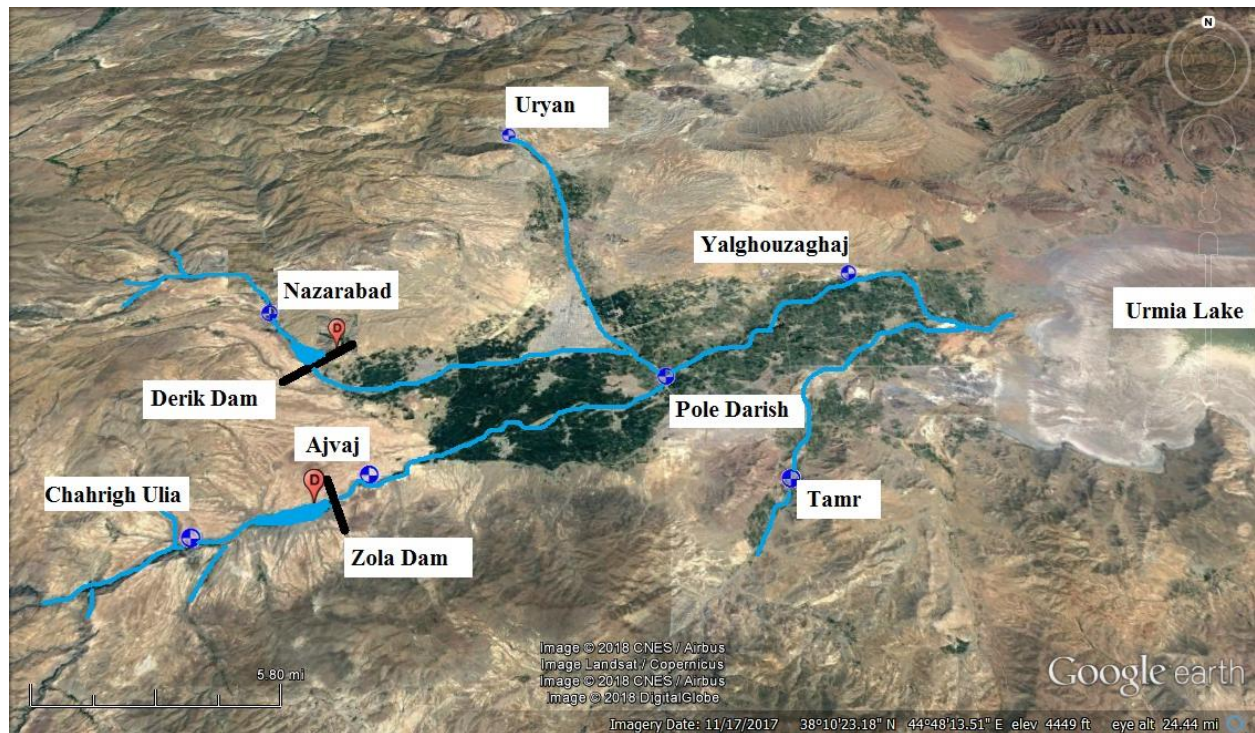 N
Uryan
Yalghouzaghaj
Nazarabad
Urmia Lake
D
Derik Dam
Pole Darish
Ajvaj
D
Chahrigh Ulia
Tamr
Zola Dam
Image © 2018 CNES / Airbus
Image Landsat / Copernicus
Image © 2018 CNES / Airbus
Image © 2018 DigitalGlobe
5.80 mi
Google earth
Imagery Date: 11/17/2017 38°10'23.18" N 44°48'13.51" E elev 4449 ft eye alt 24.44 mi